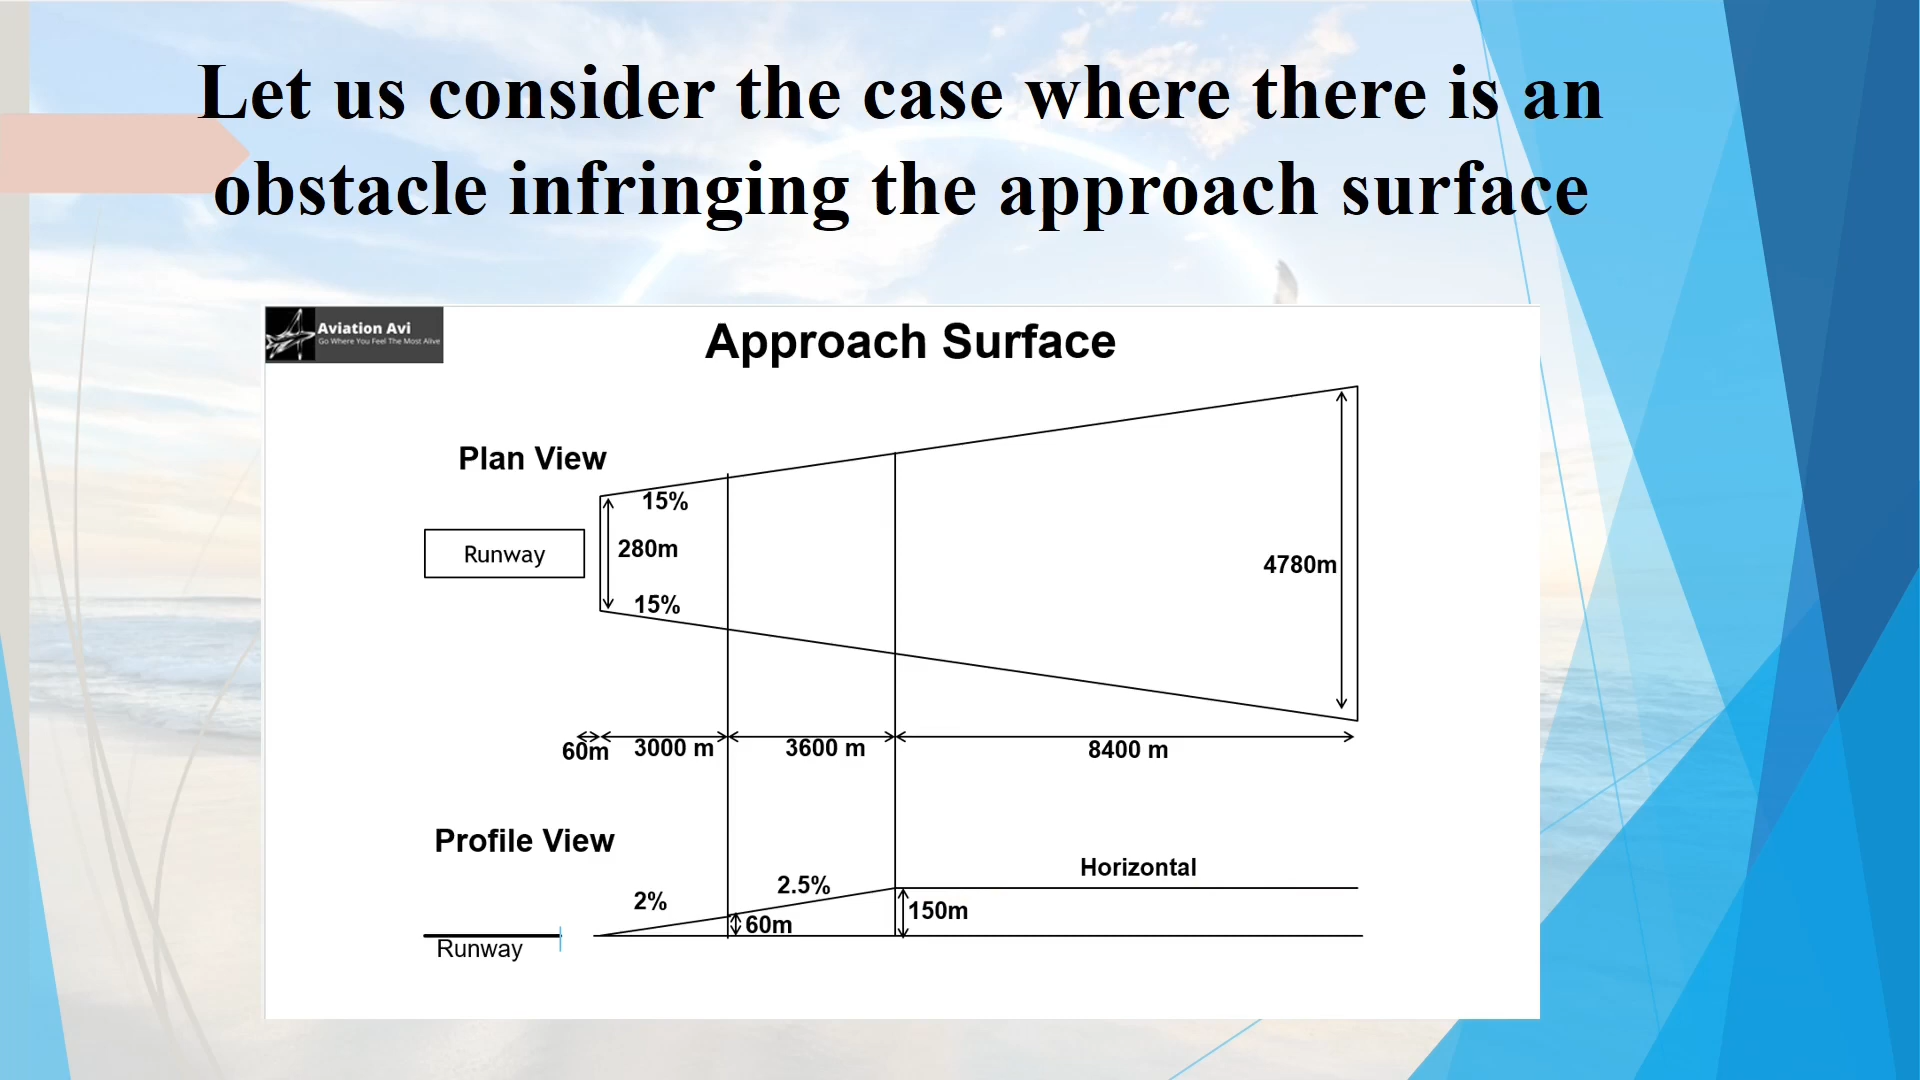 Let us consider the case where there is an
obstacle infringing the approach surface
Aviation Avi
Go Where You Feel The Most Alive
Approach Surface
Plan View
15%
Runway
280m
4780m
15%
60m
3000 m
3600 m
8400 m
Profile View
Horizontal
2.5%
2%
150m
60m
Runway